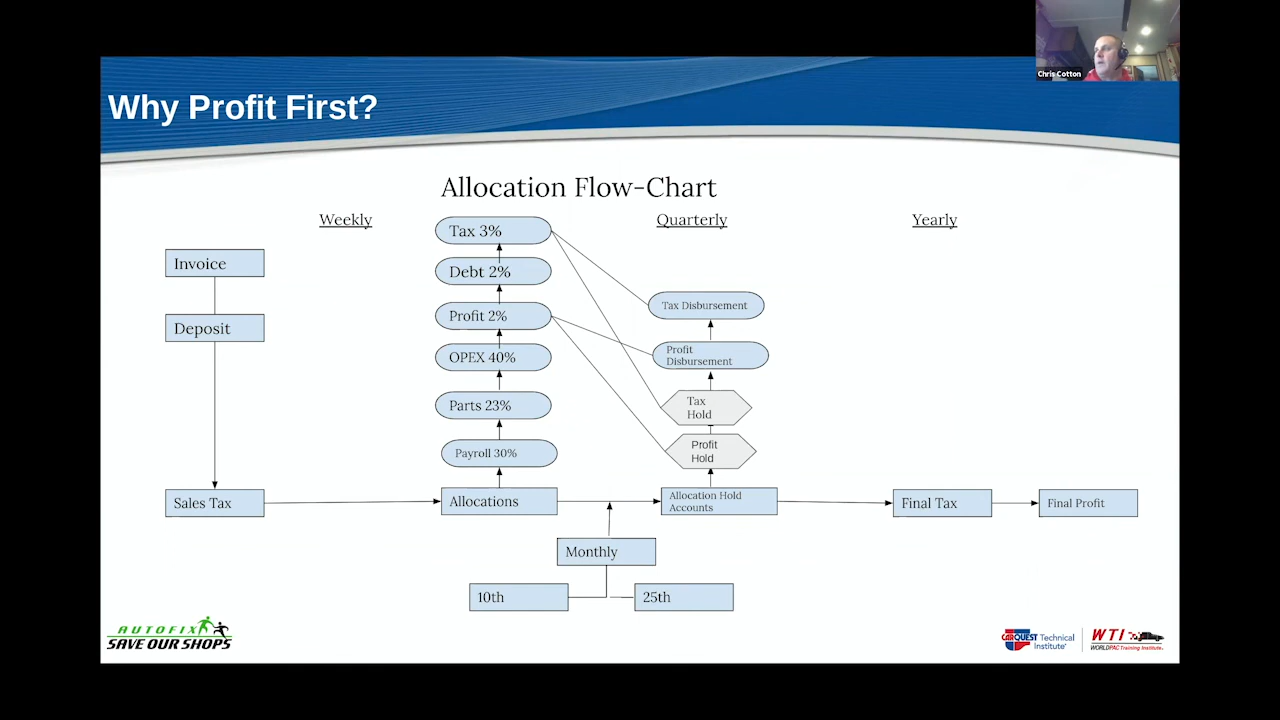 Chris Cotton
Why Profit First?
Allocation Flow-Chart
Weekly
Quarterly
Yearly
Invoice
Deposit
Sales Tax
Tax 3%
Debt 2%
Profit 2%
OPEX 40%
Parts 23%
Payroll 30%
Allocations
Tax Disbursement
Profit
Disbursement
Tax
Hold
Profit
Hold
Allocation Hold
Accounts
Final Tax
Final Profit
Monthly
10th
25th
AUTOFIX
SAVE OUR SHOPS
CARQUEST Technical
Institute
WTI
WORLDPAC Training Institute.